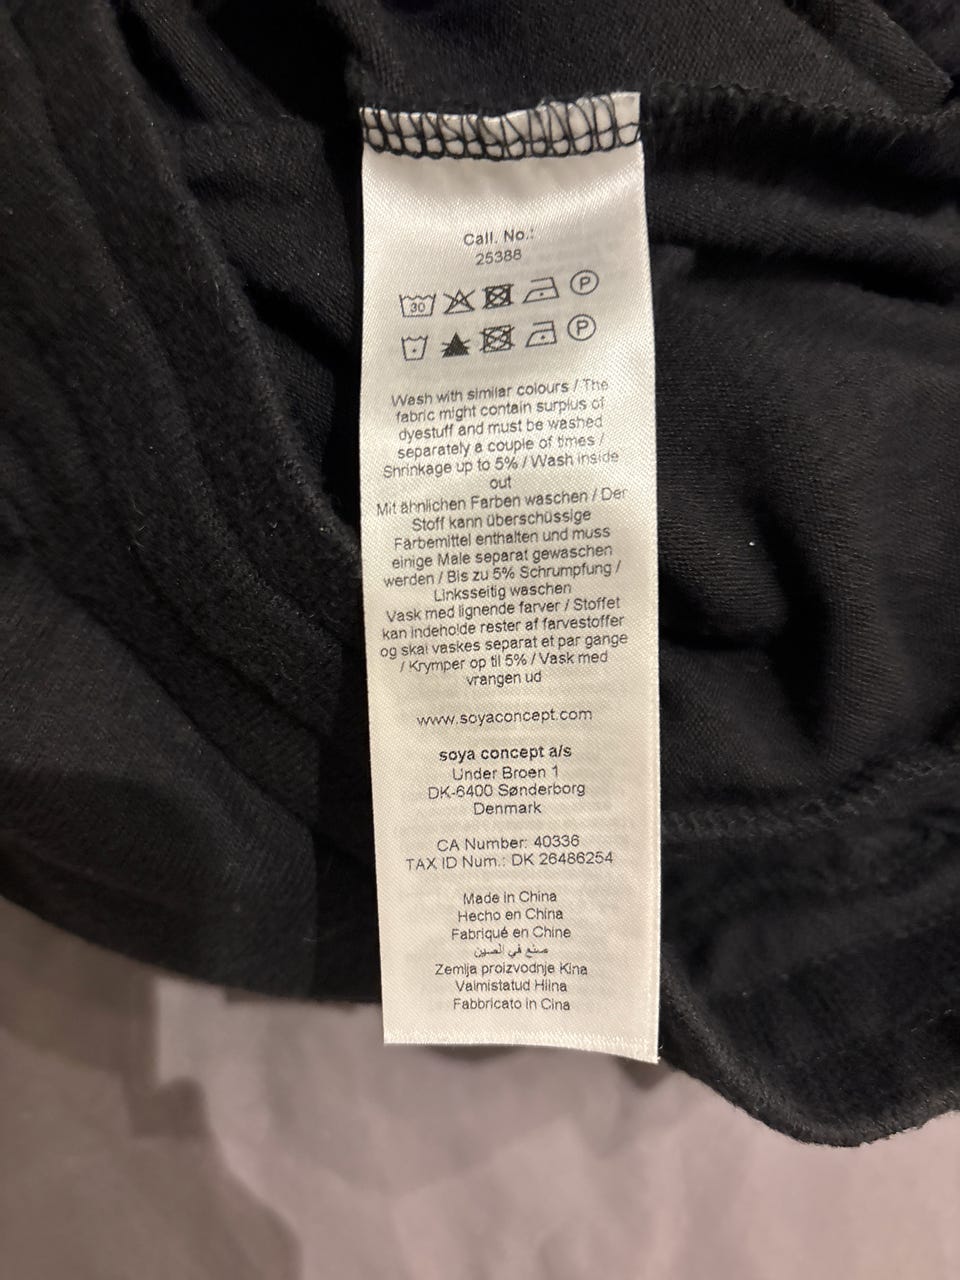 Call. No.:
25388
30 P
P
Wash with similar colours / The
fabric might contain surplus of
dyestuff and must be washed
separately a couple of times /
Shrinkage up to 5% / Wash inside
out
Mit ähnlichen Farben waschen / Der
Stoff kann überschüssige
Farbemittel enthalten und muss
einige Male separat gewaschen
werden / Bis zu 5% Schrumpfung /
Linksseitig waschen
Vask med lignende farver / Stoffet
kan indeholde rester af farvestoffer
og skal vaskes separat et par gange
/ Krymper op til 5% / Vask med
vrangen ud
www.soyaconcept.com
soya concept a/s
Under Broen 1
DK-6400 Sønderborg
Denmark
CA Number: 40336
TAX ID Num.: DK 26486254
Made in China
Hecho en China
Fabriqué en Chine
صنع في الصين
Zemlja proizvodnje Kina
Valmistatud Hiina
Fabbricato in Cina